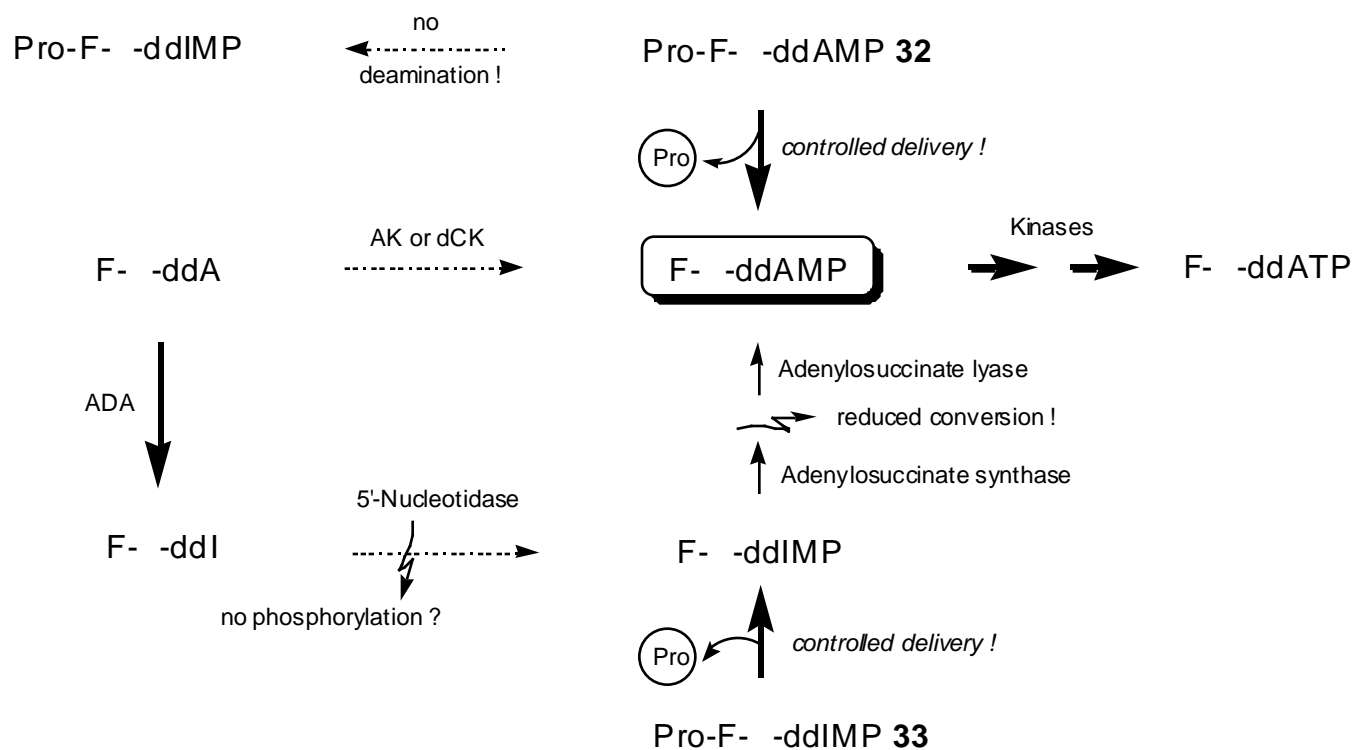 no
Pro-F- -ddIMP
deamination !
Pro-F- -ddAMP 32
Pro
controlled delivery !
F- -ddA
AK or dCK
F- -ddAMP
Kinases
F- -ddATP
ADA
Adenylosuccinate lyase
reduced conversion !
Adenylosuccinate synthase
5'-Nucleotidase
F- -ddI
no phosphorylation ?
F- -ddIMP
Pro
controlled delivery !
Pro-F- -ddIMP 33